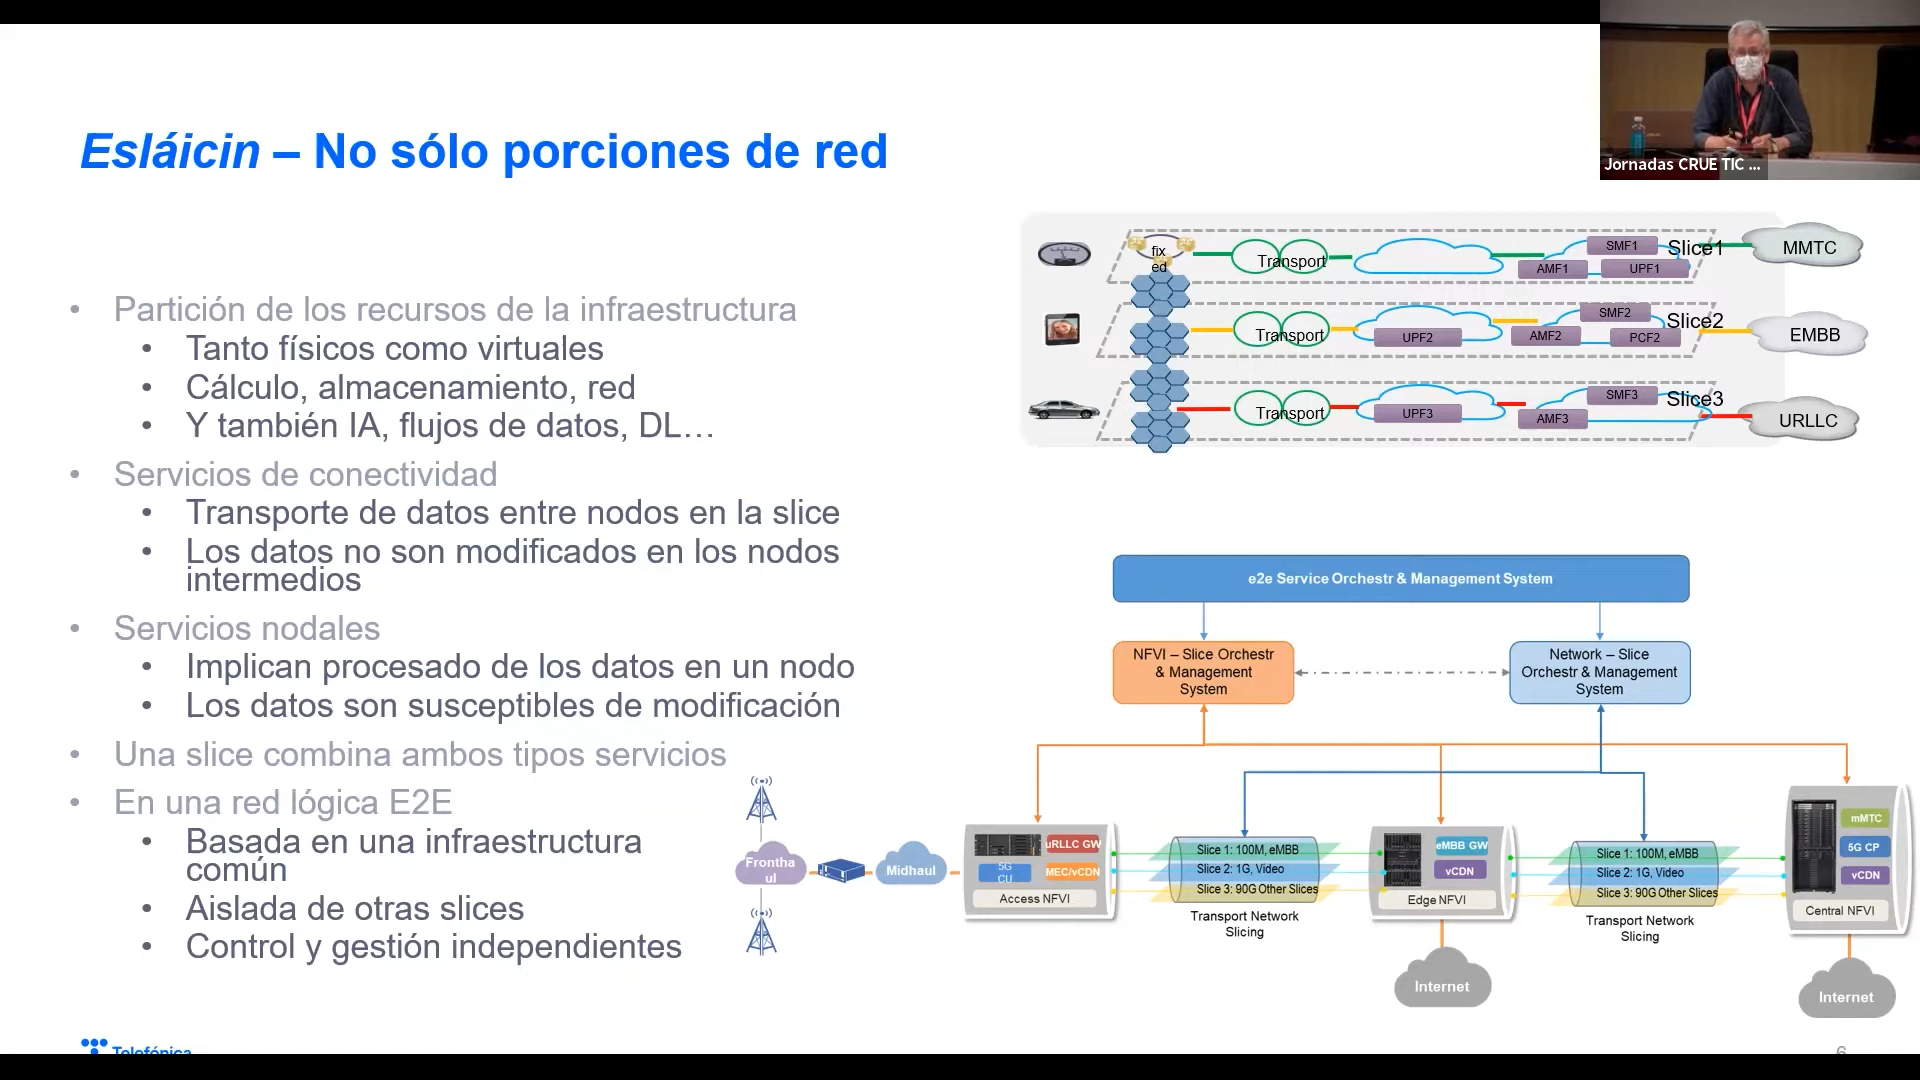 Jornadas CRUE TIC ...
Esláicin – No sólo porciones de red
• Partición de los recursos de la infraestructura
• Tanto físicos como virtuales
• Cálculo, almacenamiento, red
• Y también IA, flujos de datos, DL…
• Servicios de conectividad
• Transporte de datos entre nodos en la slice
• Los datos no son modificados en los nodos
intermedios
• Servicios nodales
• Implican procesado de los datos en un nodo
• Los datos son susceptibles de modificación
• Una slice combina ambos tipos servicios
• En una red lógica E2E
• Basada en una infraestructura
común
• Aislada de otras slices
• Control y gestión independientes
fix
ed
Transport
SMF1
AMF1
UPF1
Slice1
MMTC
Transport
UPF2
SMF2
AMF2
PCF2
Slice2
EMBB
Transport
UPF3
SMF3
AMF3
Slice3
URLLC
e2e Service Orchestr & Management System
NFVI – Slice Orchestr
& Management
System
Network – Slice
Orchestr & Management
System
Frontha
ul
Midhaul
uRLLC GW
5G
CU
MEC/vCDN
Access NFVI
Slice 1: 100M, eMBB
Slice 2: 1G, Video
Slice 3: 90G Other Slices
Transport Network
Slicing
eMBB GW
vCDN
Edge NFVI
Internet
Slice 1: 100M, eMBB
Slice 2: 1G, Video
Slice 3: 90G Other Slices
Transport Network
Slicing
mMTC
5G CP
vCDN
Central NFVI
Internet
Telefónica
6